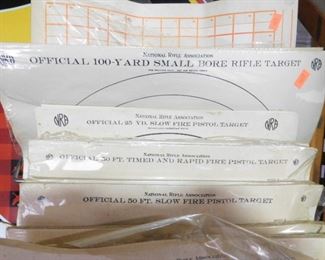 NATIONAL RIFLE ASSOCIATION
OFFICIAL 100-YARD SMALL BORE RIFLE TARGET
NRA
NRA
NATIONAL RIFLE ASSOCIATION
OFFICIAL 25 YD. SLOW FIRE PISTOL TARGET
NRA
NRA
NATIONAL RIFLE ASSOCIATION
OFFICIAL 50 FT. TIMED AND RAPID FIRE PISTOL TARGET
NATIONAL RIFLE ASSOCIATION
OFFICIAL 50 FT. SLOW FIRE PISTOL TARGET